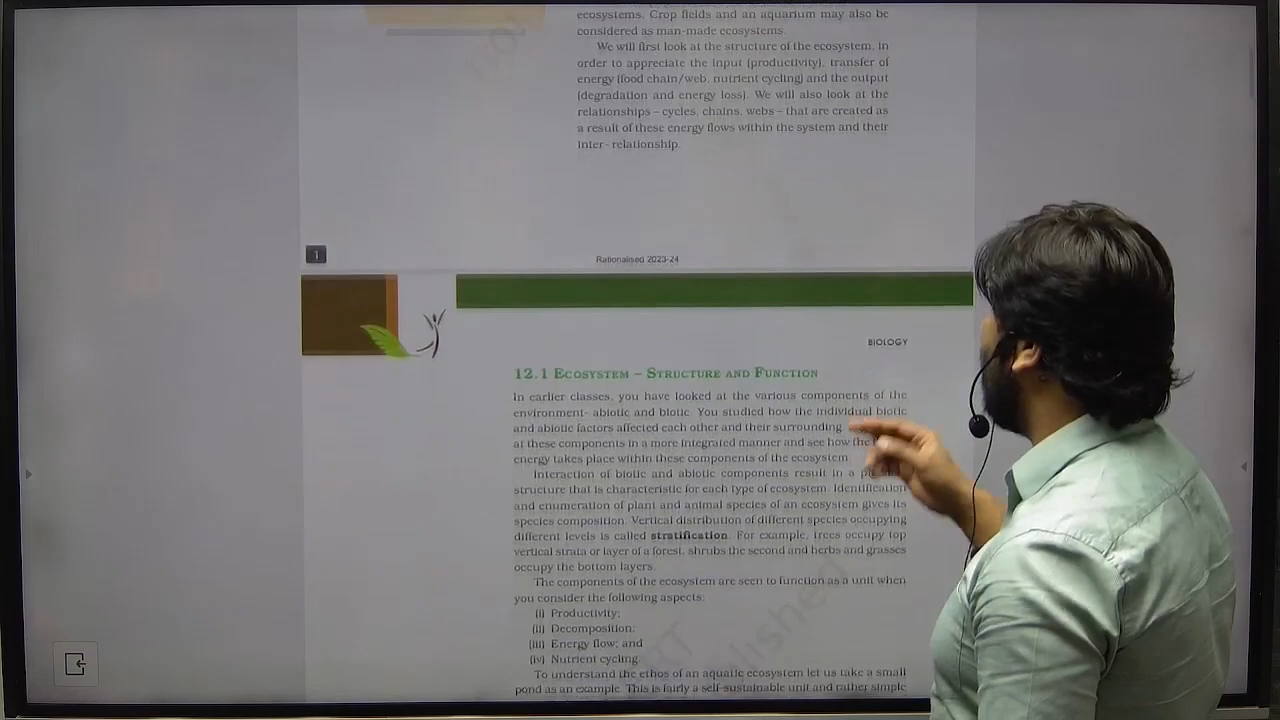 ecosystems. Crop fields and an aquarium may also be
considered as man-made ecosystems.
We will first look at the structure of the ecosystem, in
order to appreciate the input (productivity), transfer of
energy (food chain/web, nutrient cycling) and the output
(degradation and energy loss). We will also look at the
relationships – cycles, chains, webs – that are created as
a result of these energy flows within the system and their
inter- relationship.
1
Rationalised 2023-24
BIOLOGY
12.1 Ecosystem – Structure and Function
In earlier classes, you have looked at the various components of the
environment- abiotic and biotic. You studied how the individual biotic
and abiotic factors affected each other and their surrounding.
at these components in a more integrated manner and see how the
energy takes place within these components of the ecosystem.
Interaction of biotic and abiotic components result in a
structure that is characteristic for each type of ecosystem. Identification
and enumeration of plant and animal species of an ecosystem gives its
species composition. Vertical distribution of different species occupying
different levels is called stratification. For example, trees occupy top
vertical strata or layer of a forest, shrubs the second and herbs and grasses
occupy the bottom layers.
The components of the ecosystem are seen to function as a unit when
you consider the following aspects:
(i) Productivity;
(ii) Decomposition;
(iii) Energy flow; and
(iv) Nutrient cycling.
To understand the ethos of an aquatic ecosystem let us take a small
pond as an example. This is fairly a self-sustainable unit and rather simple